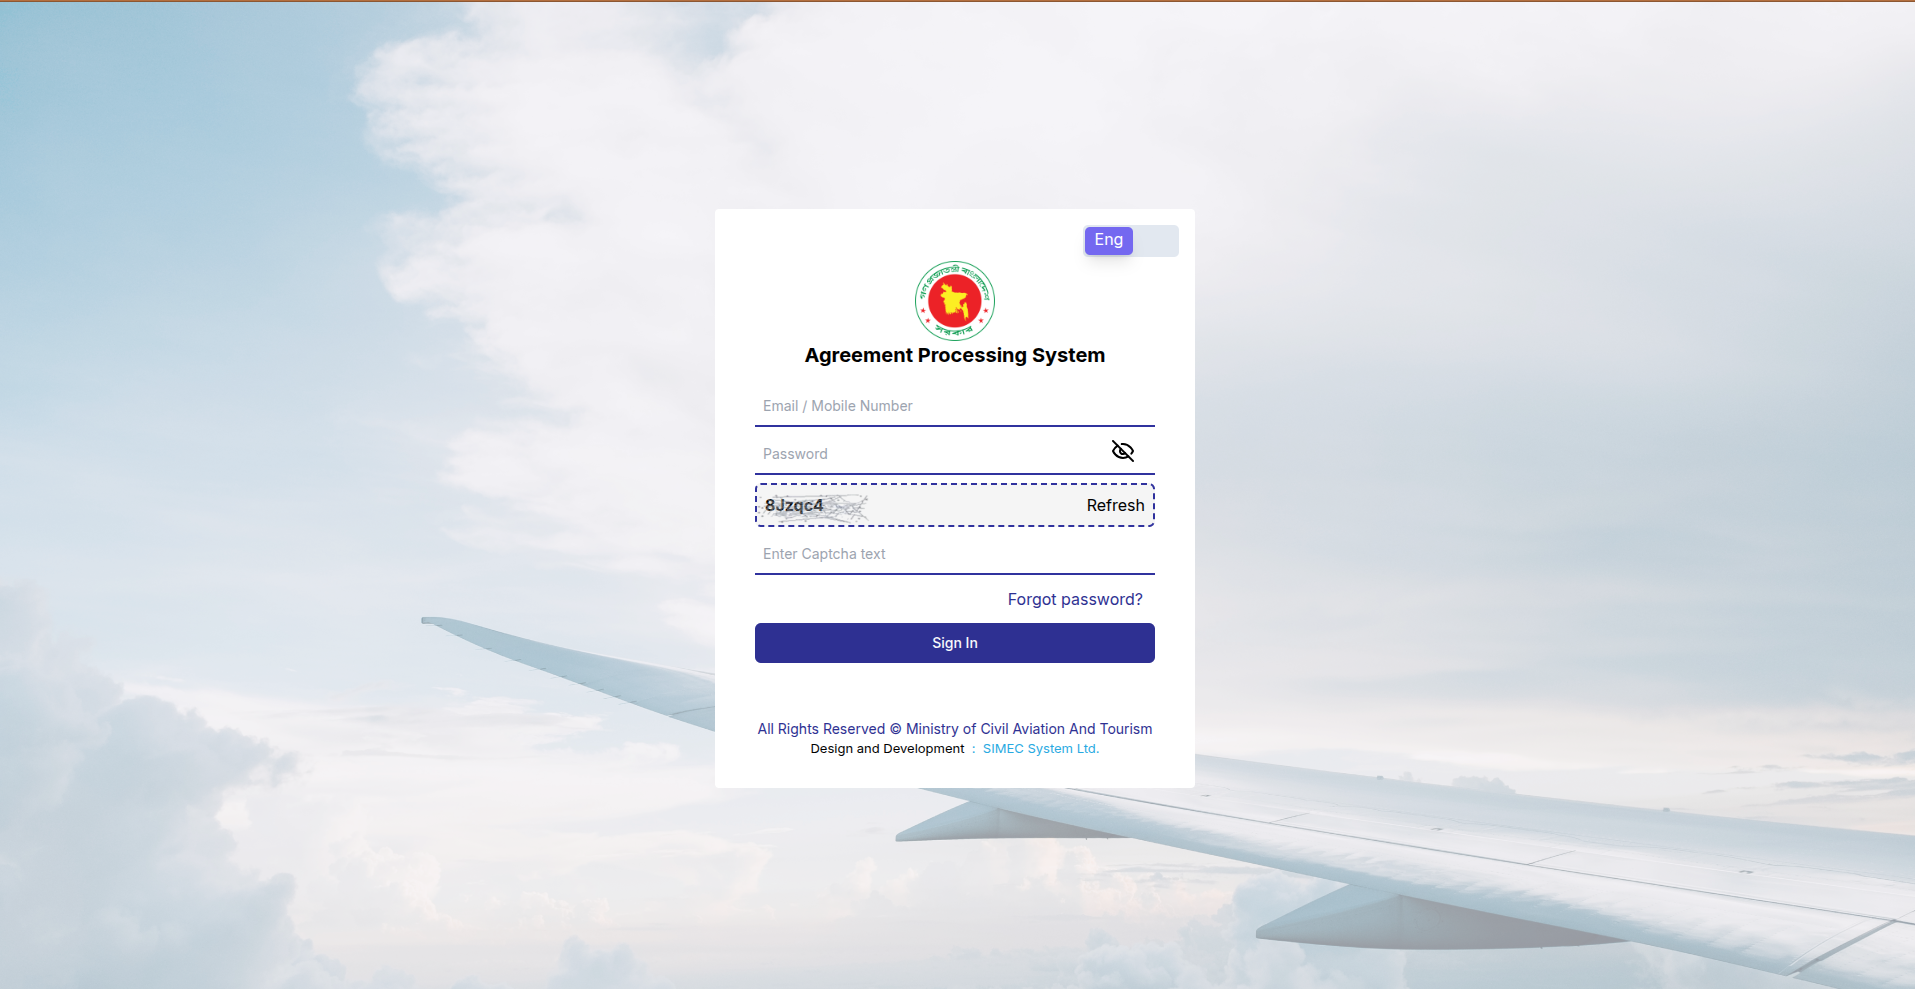 Eng
গণপ্রজাতন্ত্রী বাংলাদেশ
সরকার
Agreement Processing System
Email / Mobile Number
Password
8Jzqc4
Refresh
Enter Captcha text
Forgot password?
Sign In
All Rights Reserved © Ministry of Civil Aviation And Tourism
Design and Development : SIMEC System Ltd.